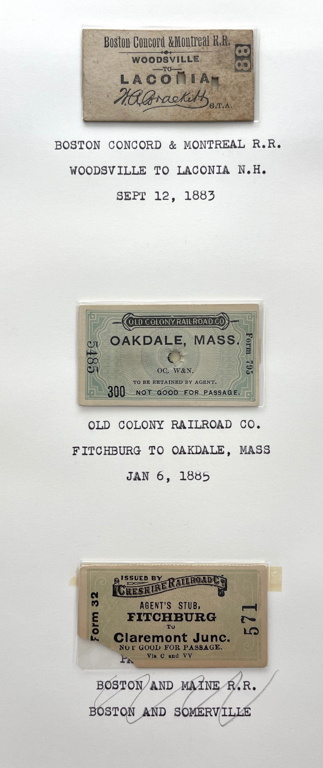 Boston Concord & Montreal R.R.
WOODSVILLE
TO
LACONIA
W.A. Brackett
G.T.A.
88
BOSTON CONCORD & MONTREAL R.R.
WOODSVILLE TO LACONIA N.H.
SEPT 12, 1883
OLD COLONY RAILROAD CO
OAKDALE, MASS.
OC. W&N.
TO BE RETAINED BY AGENT.
300 NOT GOOD FOR PASSAGE.
5485
Form 795
OLD COLONY RAILROAD CO.
FITCHBURG TO OAKDALE, MASS
JAN 6, 1885
ISSUED BY
CHESHIRE RAILROAD Co
AGENT'S STUB,
FITCHBURG
To
Claremont Junc.
NOT GOOD FOR PASSAGE.
Via C and VV
Form 32
571
BOSTON AND MAINE R.R.
BOSTON AND SOMERVILLE